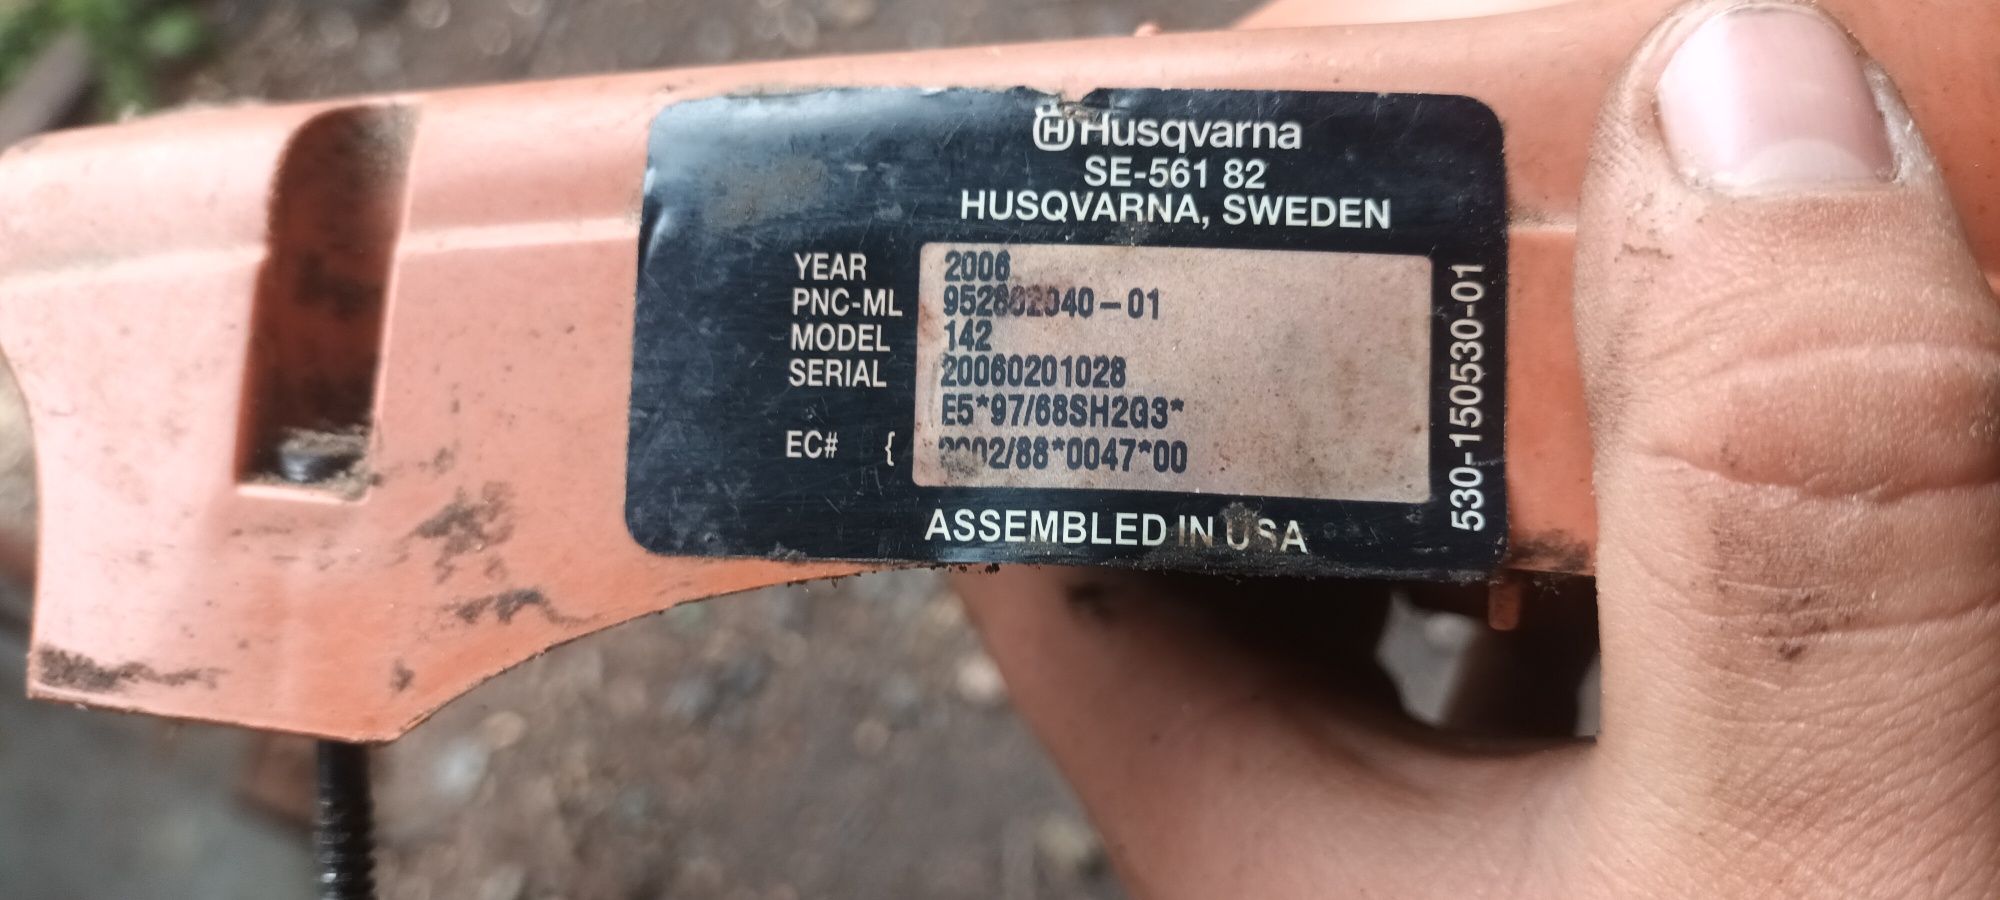 Husqvarna
SE-561 82
HUSQVARNA, SWEDEN
YEAR 2006
PNC-ML 952802040-01
MODEL 142
SERIAL 20060201028
E5*97/68SH2G3*
EC# { 2002/88*0047*00
ASSEMBLED IN USA
530-150530-01